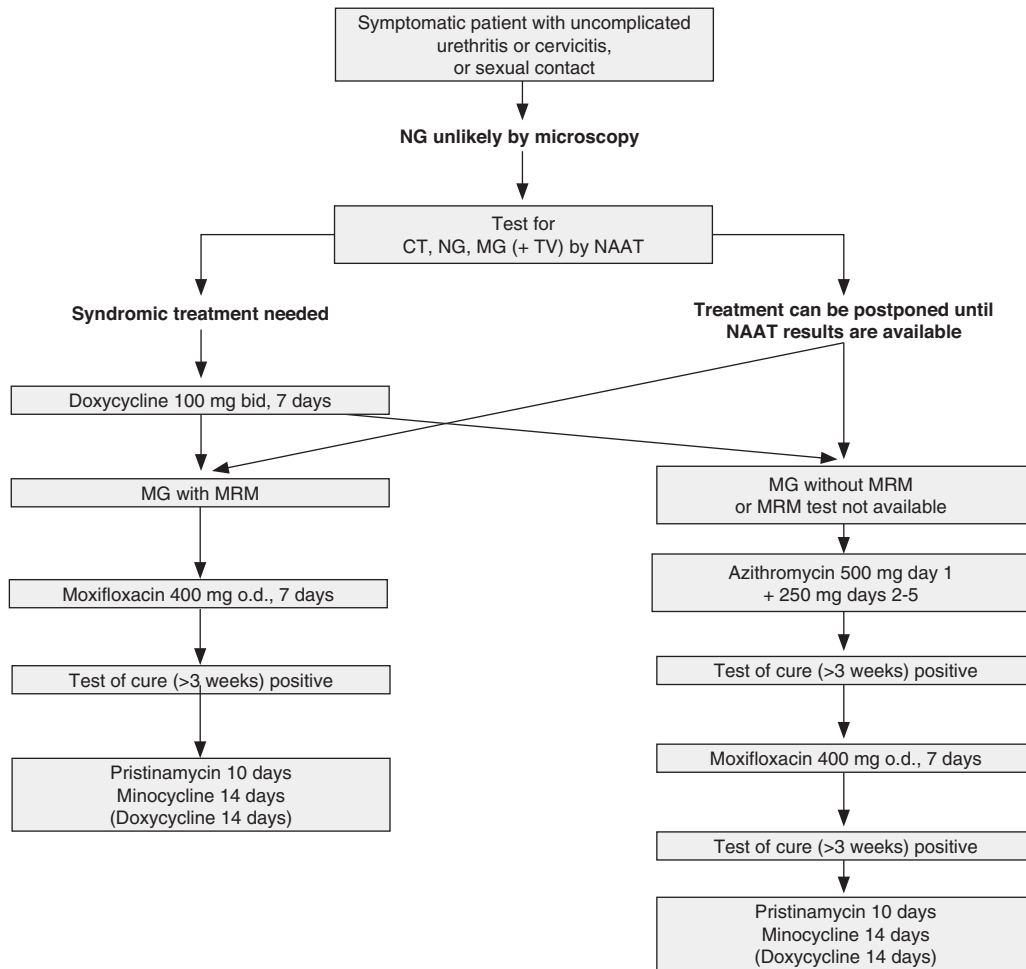 Symptomatic patient with uncomplicated
urethritis or cervicitis,
or sexual contact
NG unlikely by microscopy
Test for
CT, NG, MG (+ TV) by NAAT
Syndromic treatment needed
Treatment can be postponed until
NAAT results are available
Doxycycline 100 mg bid, 7 days
MG with MRM
MG without MRM
or MRM test not available
Moxifloxacin 400 mg o.d., 7 days
Azithromycin 500 mg day 1
+ 250 mg days 2-5
Test of cure (>3 weeks) positive
Test of cure (>3 weeks) positive
Pristinamycin 10 days
Minocycline 14 days
(Doxycycline 14 days)
Moxifloxacin 400 mg o.d., 7 days
Test of cure (>3 weeks) positive
Pristinamycin 10 days
Minocycline 14 days
(Doxycycline 14 days)